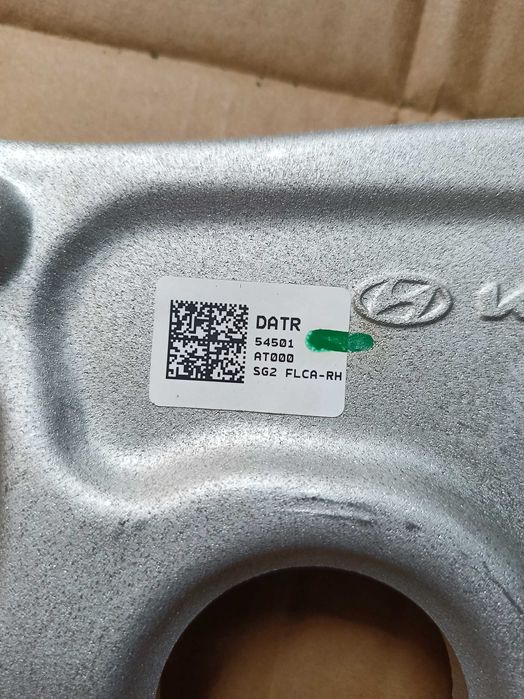 DATR
54501
AT000
SG2 FLCA-RH